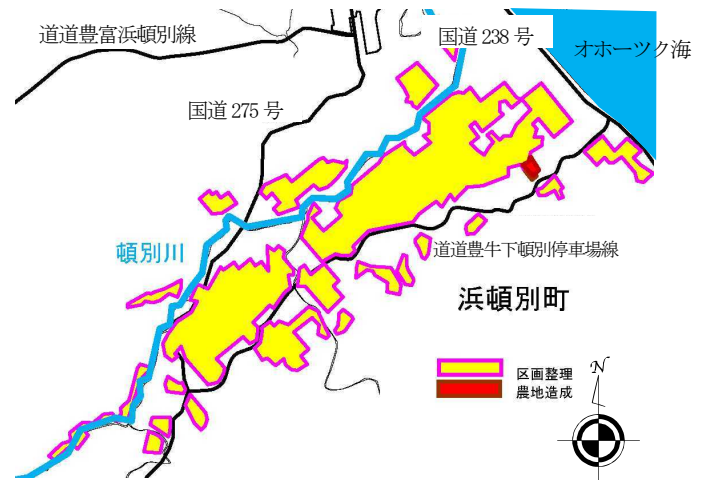 道道豊富浜頓別線
国道 238 号
オホーツク海
国道 275 号
頓別川
道道豊牛下頓別停車場線
浜頓別町
区画整理
農地造成
N